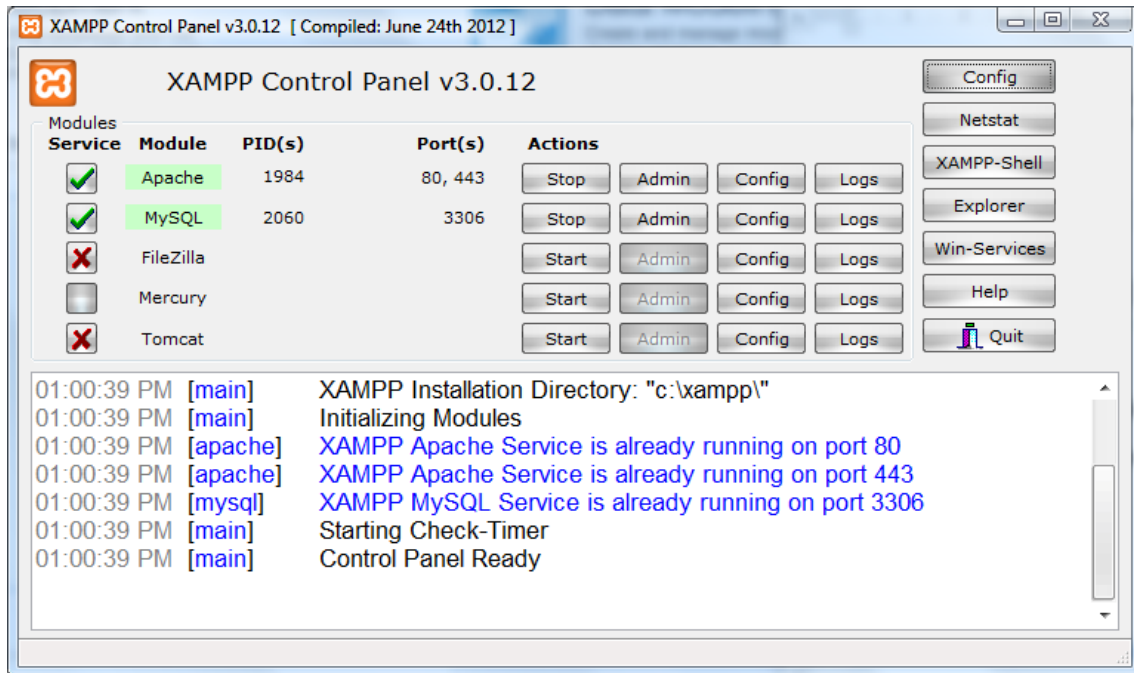 XAMPP Control Panel v3.0.12 [ Compiled: June 24th 2012 ]
XAMPP Control Panel v3.0.12
Config
Modules
Netstat
Service Module PID(s) Port(s) Actions
XAMPP-Shell
Apache 1984 80, 443 Stop Admin Config Logs
Explorer
MySQL 2060 3306 Stop Admin Config Logs
Win-Services
FileZilla Start Admin Config Logs
Help
Mercury Start Admin Config Logs
Quit
Tomcat Start Admin Config Logs
01:00:39 PM [main] XAMPP Installation Directory: "c:\xampp\"
01:00:39 PM [main] Initializing Modules
01:00:39 PM [apache] XAMPP Apache Service is already running on port 80
01:00:39 PM [apache] XAMPP Apache Service is already running on port 443
01:00:39 PM [mysql] XAMPP MySQL Service is already running on port 3306
01:00:39 PM [main] Starting Check-Timer
01:00:39 PM [main] Control Panel Ready